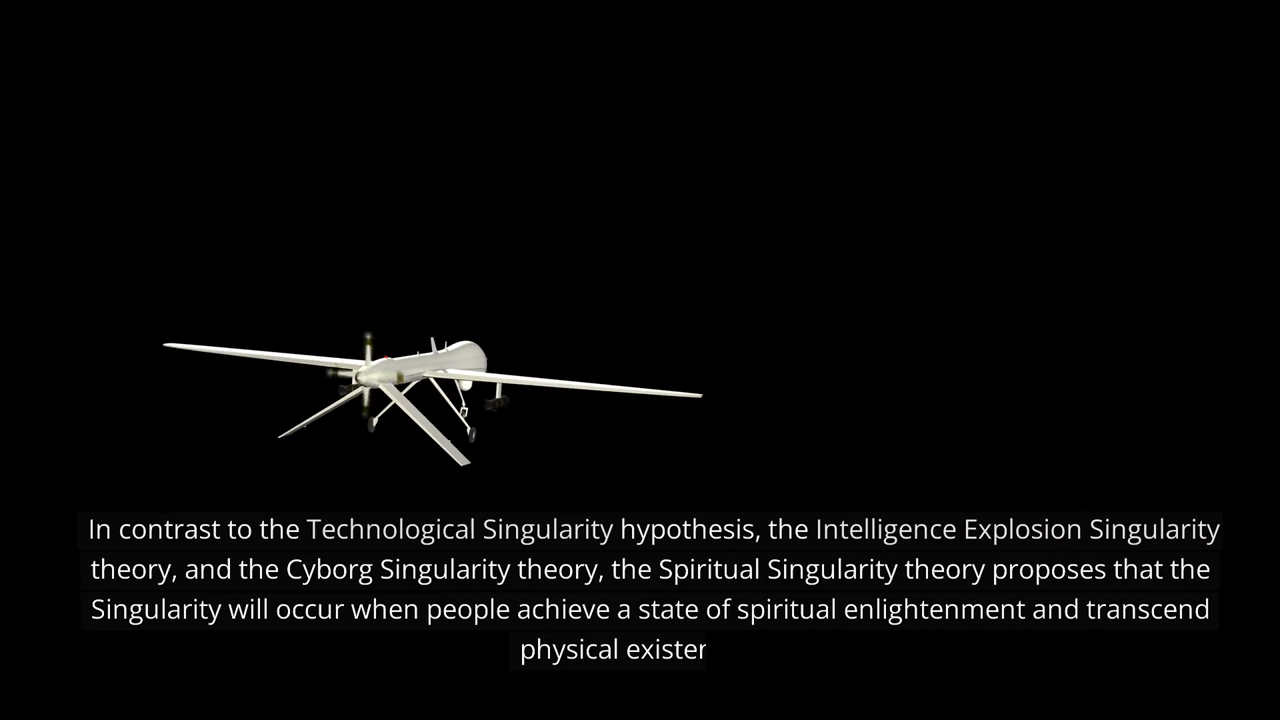 In contrast to the Technological Singularity hypothesis, the Intelligence Explosion Singularity
theory, and the Cyborg Singularity theory, the Spiritual Singularity theory proposes that the
Singularity will occur when people achieve a state of spiritual enlightenment and transcend
physical exister